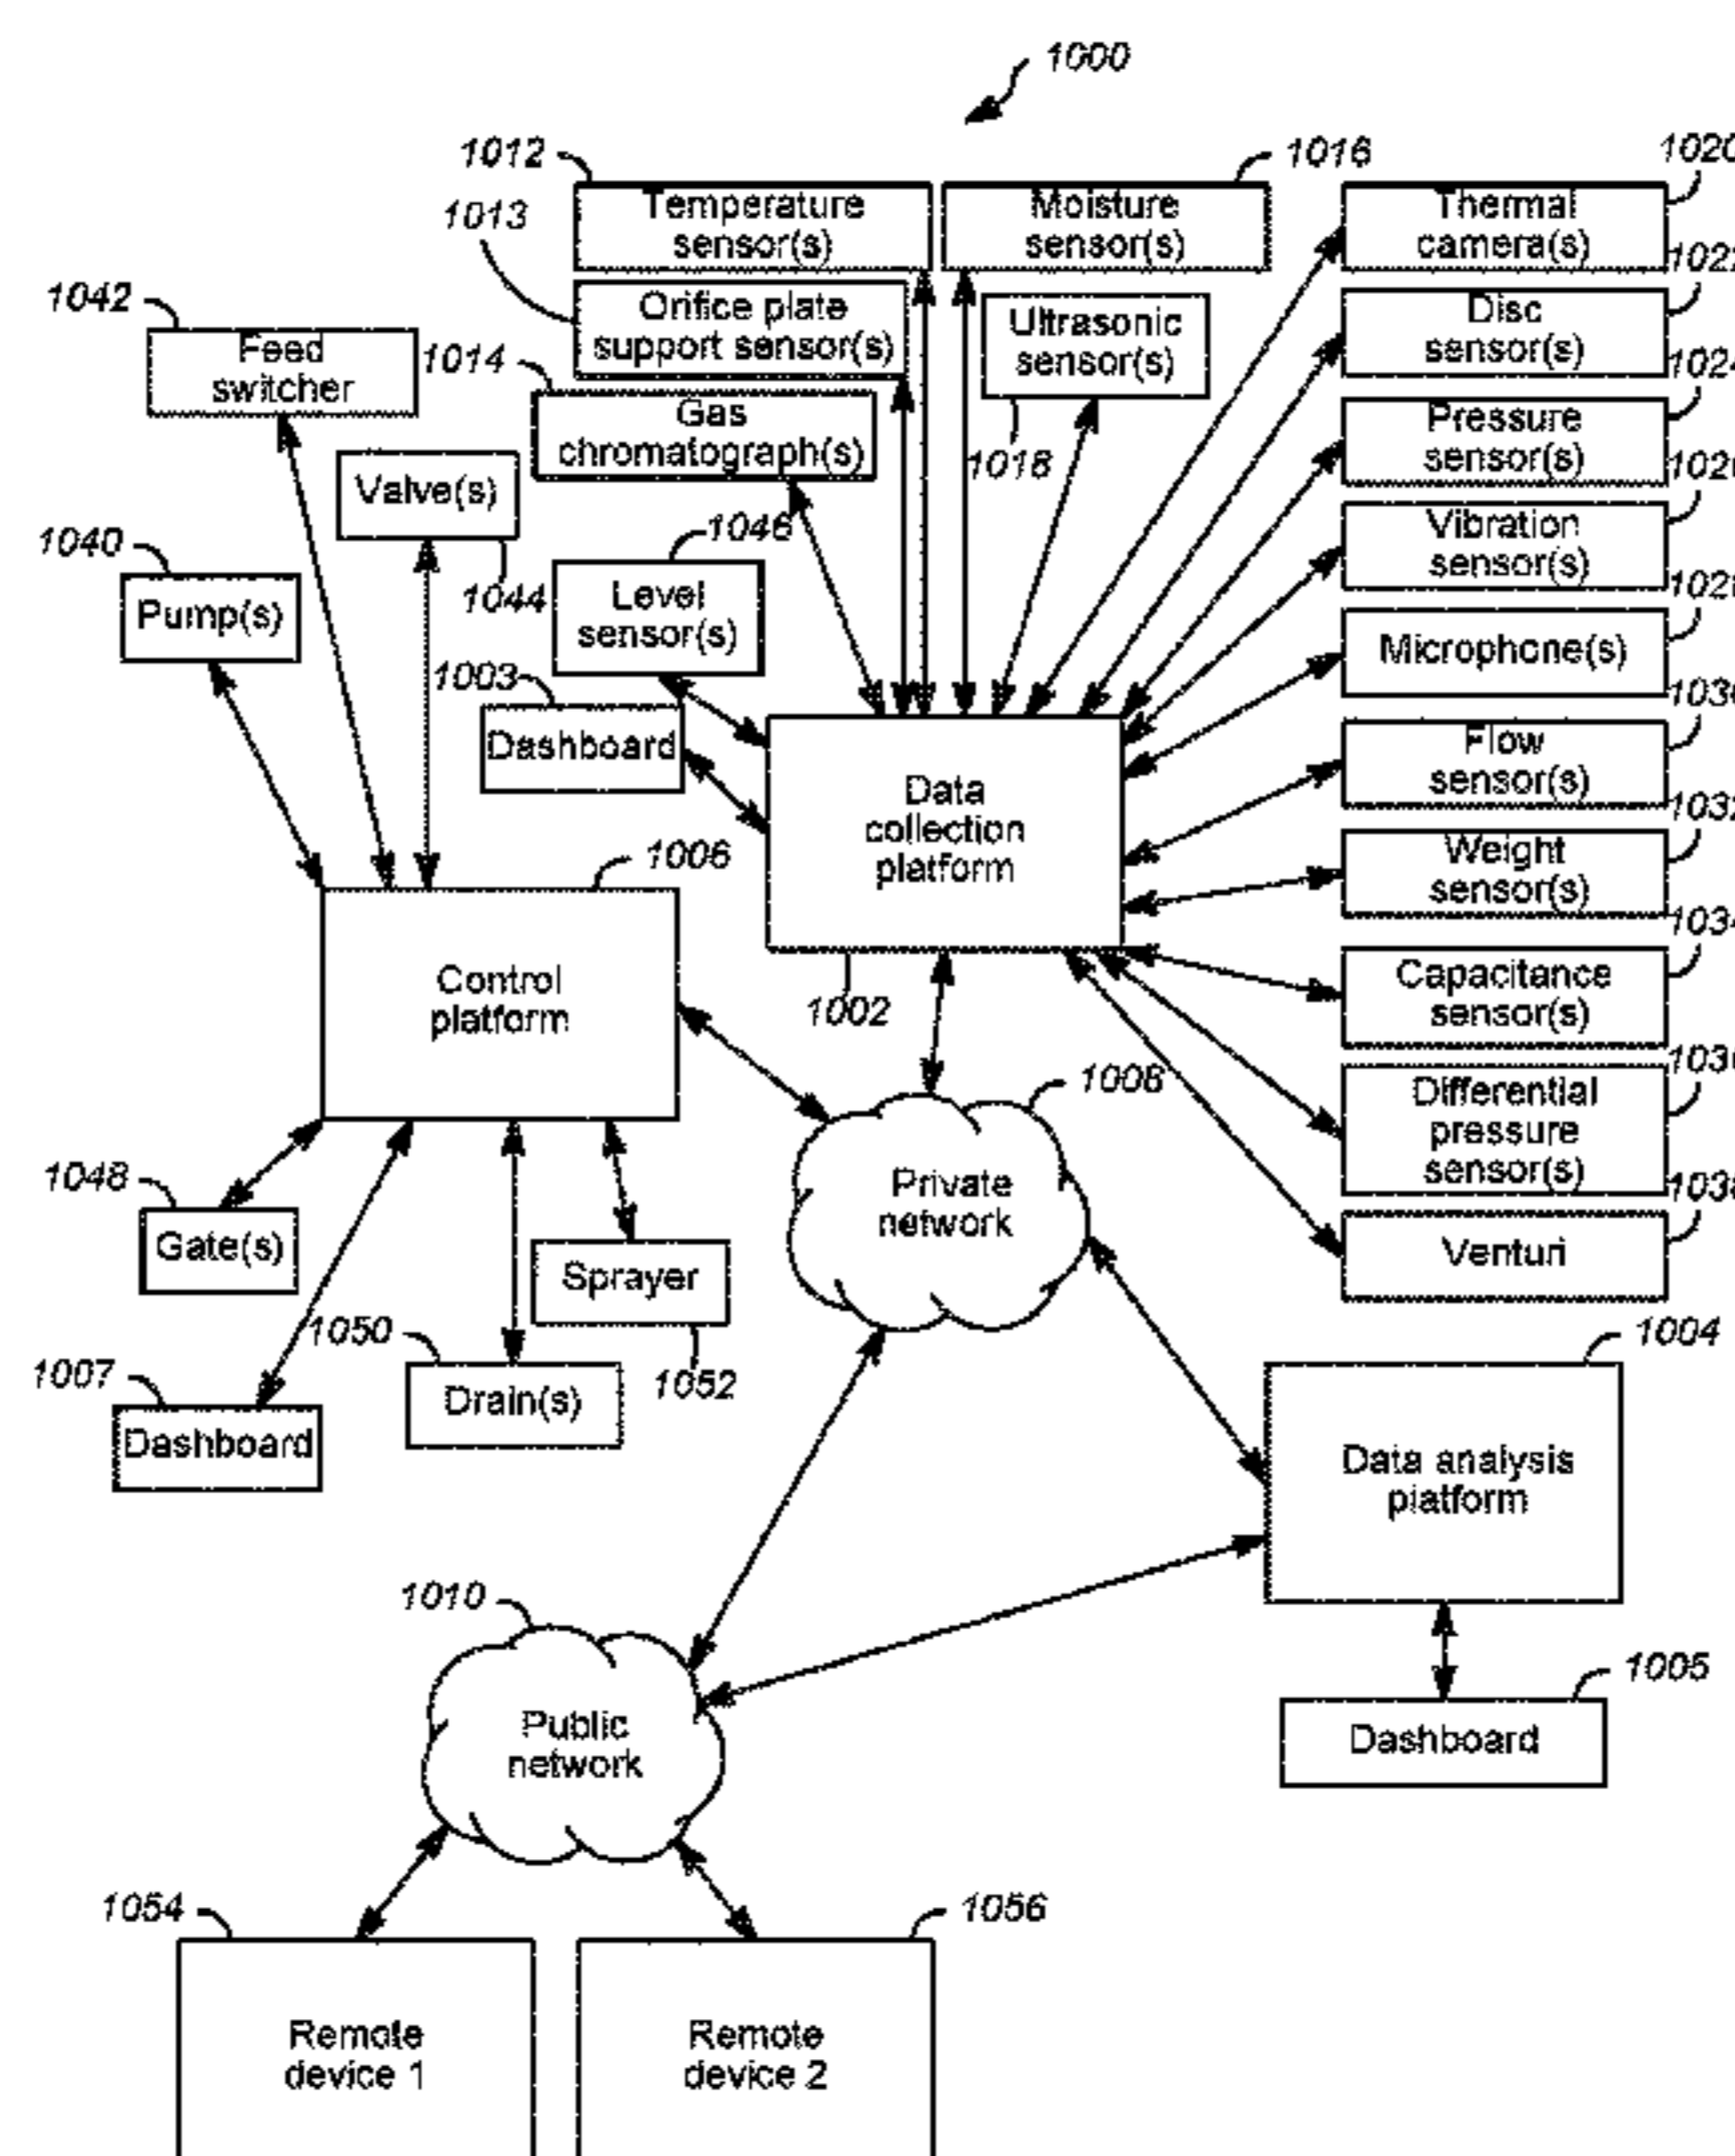 1000
1012
1016
1020
Temperature
sensor(s)
Moisture
sensor(s)
Thermal
camera(s)
1013
1022
Orifice plate
support sensor(s)
Ultrasonic
sensor(s)
Disc
sensor(s)
1042
Feed
switcher
1014
1024
Gas
chromatograph(s)
1018
Pressure
sensor(s)
Valve(s)
1044
1046
Vibration
sensor(s)
1040
Pump(s)
Level
sensor(s)
Microphone(s)
1003
Dashboard
Data
collection
platform
1002
Flow
sensor(s)
1032
Weight
sensor(s)
1006
Control
platform
1034
Capacitance
sensor(s)
1008
Private
network
Differential
pressure
sensor(s)
1048
Gate(s)
Sprayer
1052
Venturi
1050
Drain(s)
1007
Dashboard
1004
Data analysis
platform
1010
Public
network
1005
Dashboard
1054
1056
Remote
device 1
Remote
device 2